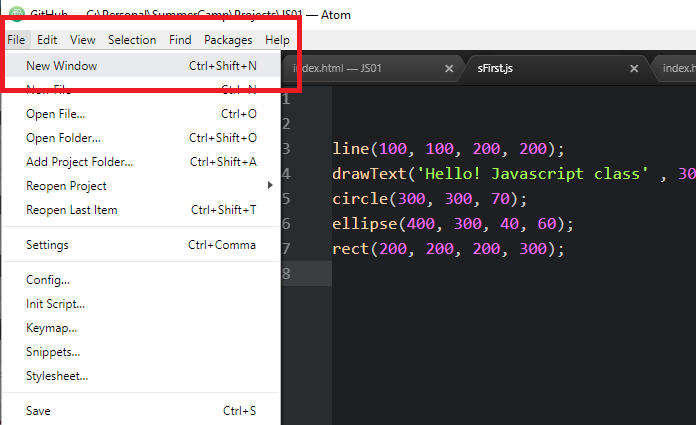 GitHub — C:\Personal\SummerCamp\Projects\JS01 — Atom
File Edit View Selection Find Packages Help
New Window Ctrl+Shift+N
New File Ctrl+N
Open File... Ctrl+O
Open Folder... Ctrl+Shift+O
Add Project Folder... Ctrl+Shift+A
Reopen Project
Reopen Last Item Ctrl+Shift+T
Settings Ctrl+Comma
Config...
Init Script...
Keymap...
Snippets...
Stylesheet...
Save Ctrl+S
index.html — JS01
sFirst.js
index.h
1
2
3 line(100, 100, 200, 200);
4 drawText('Hello! Javascript class' , 30
5 circle(300, 300, 70);
6 ellipse(400, 300, 40, 60);
7 rect(200, 200, 200, 300);
8